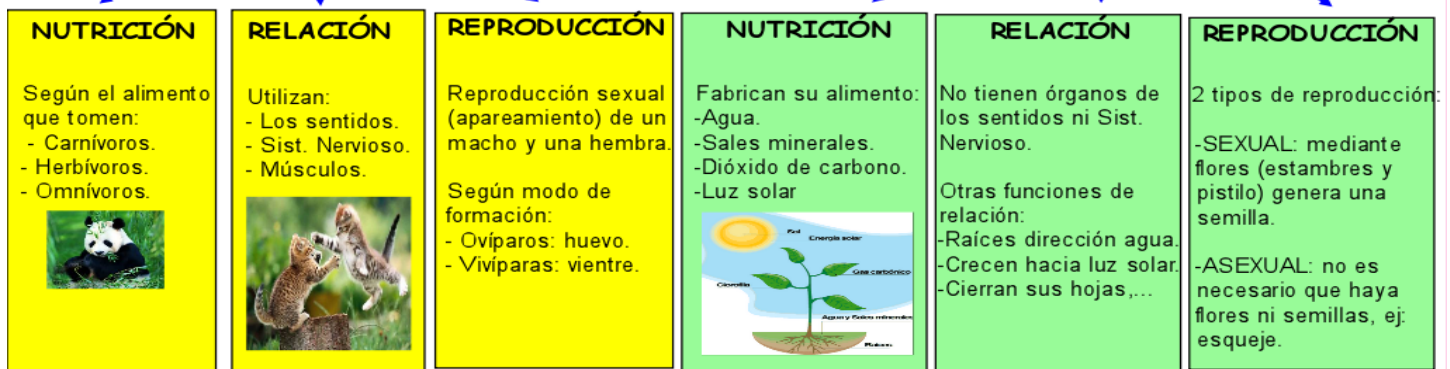 NUTRICIÓN
Según el alimento
que tomen:
- Carnívoros.
- Herbívoros.
- Omnívoros.
RELACIÓN
Utilizan:
- Los sentidos.
- Sist. Nervioso.
- Músculos.
REPRODUCCIÓN
Reproducción sexual
(apareamiento) de un
macho y una hembra.
Según modo de
formación:
- Ovíparos: huevo.
- Vivíparas: vientre.
NUTRICIÓN
Fabrican su alimento:
-Agua.
-Sales minerales.
-Dióxido de carbono.
-Luz solar
Sol
Energía solar
Gas carbónico
Clorofila
Agua y Sales minerales
Raíces
RELACIÓN
No tienen órganos de
los sentidos ni Sist.
Nervioso.
Otras funciones de
relación:
-Raíces dirección agua.
-Crecen hacia luz solar.
-Cierran sus hojas,...
REPRODUCCIÓN
2 tipos de reproducción:
-SEXUAL: mediante
flores (estambres y
pistilo) genera una
semilla.
-ASEXUAL: no es
necesario que haya
flores ni semillas, ej:
esqueje.